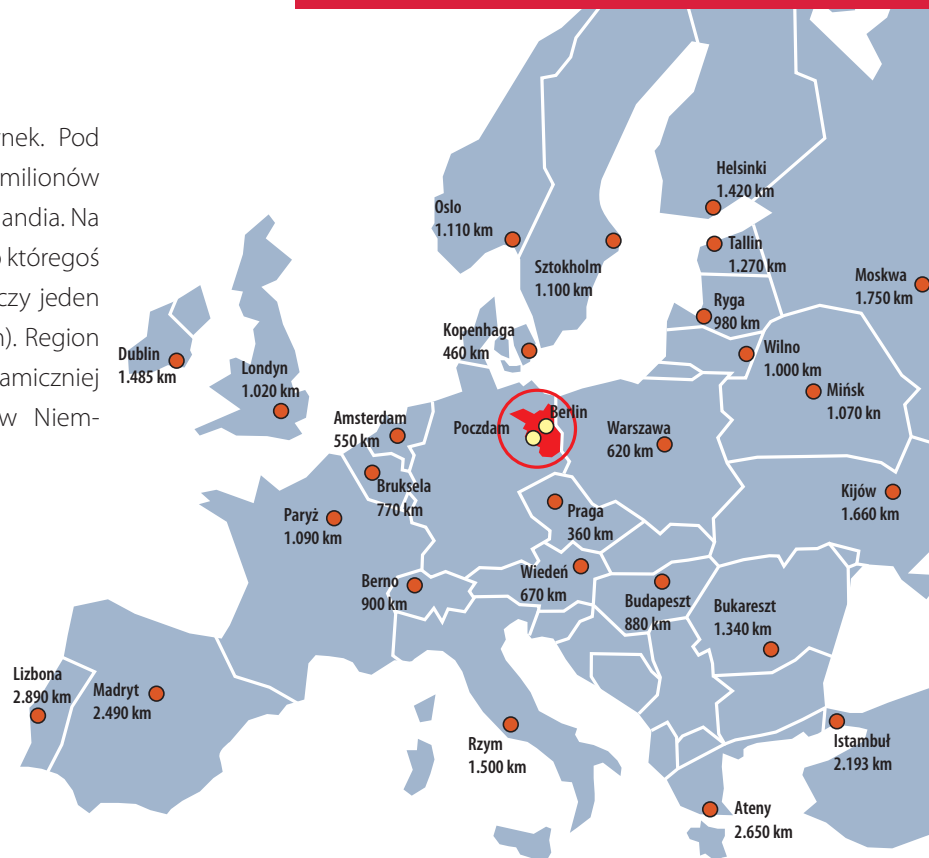 nek. Pod
milionów
andia. Na
któregoś
czy jeden
). Region
amiczniej
w Niem-
Helsinki
1.420 km
Oslo
1.110 km
Tallin
1.270 km
Sztokholm
1.100 km
Moskwa
1.750 km
Ryga
980 km
Kopenhaga
460 km
Wilno
1.000 km
Dublin
1.485 km
Londyn
1.020 km
Mińsk
1.070 kn
Amsterdam
550 km
Poczdam
Berlin
Warszawa
620 km
Bruksela
770 km
Kijów
1.660 km
Paryż
1.090 km
Praga
360 km
Berno
900 km
Wiedeń
670 km
Budapeszt
880 km
Bukareszt
1.340 km
Lizbona
2.890 km
Madryt
2.490 km
Rzym
1.500 km
Istambuł
2.193 km
Ateny
2.650 km